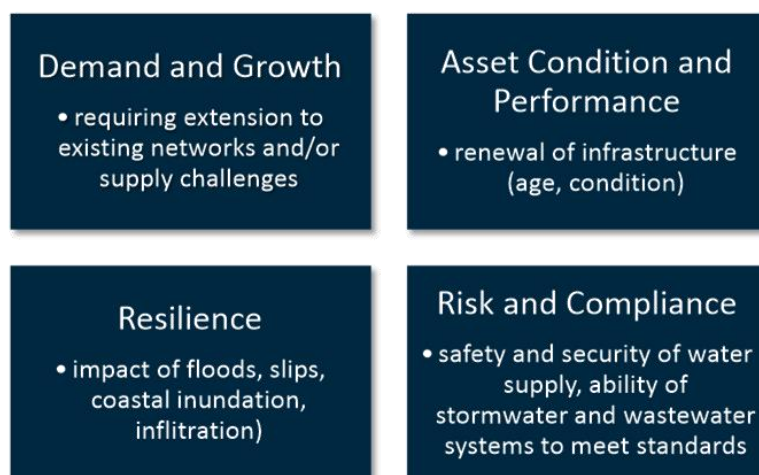 Demand and Growth
• requiring extension to
existing networks and/or
supply challenges
Asset Condition and
Performance
• renewal of infrastructure
(age, condition)
Resilience
• impact of floods, slips,
coastal inundation,
inflitration)
Risk and Compliance
• safety and security of water
supply, ability of
stormwater and wastewater
systems to meet standards